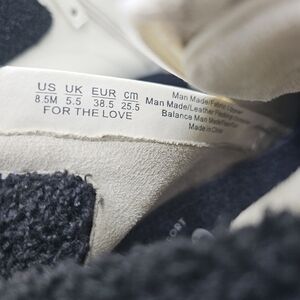 US UK EUR cm
8.5M 5.5 38.5 25.5
FOR THE LOVE
Man Made/Fabric
Man Made/Leather
Balance Man Made
Made in China